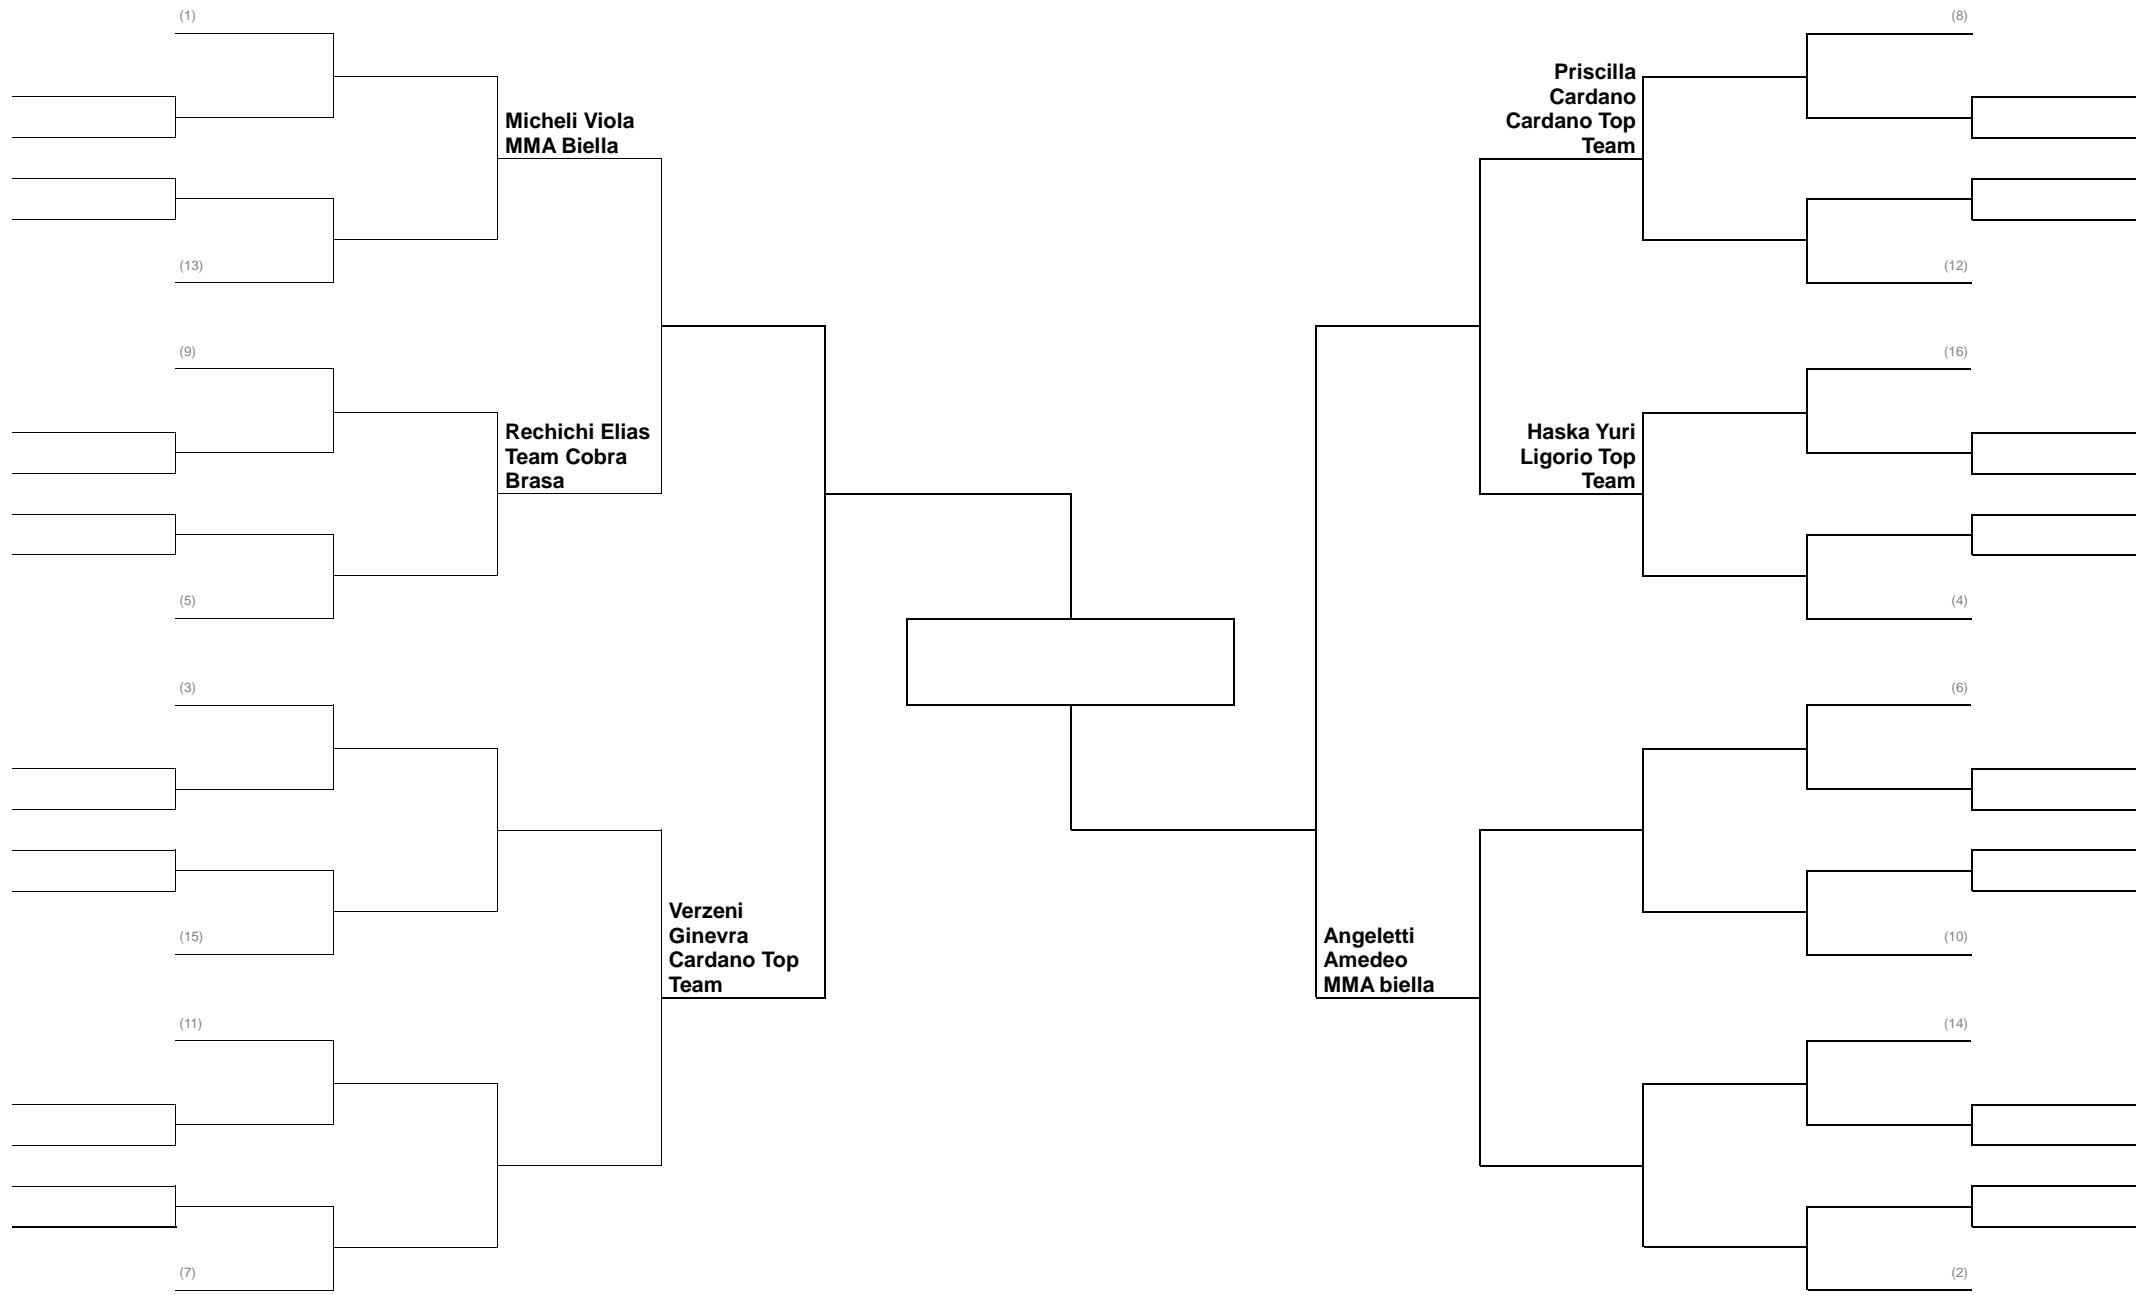 (1)
(8)
Priscilla
Cardano
Cardano Top
Team
Micheli Viola
MMA Biella
(13)
(12)
(9)
(16)
Rechichi Elias
Team Cobra
Brasa
Haska Yuri
Ligorio Top
Team
(5)
(4)
(3)
(6)
Verzeni
Ginevra
Cardano Top
Team
(15)
Angeletti
Amedeo
MMA biella
(10)
(11)
(14)
(7)
(2)